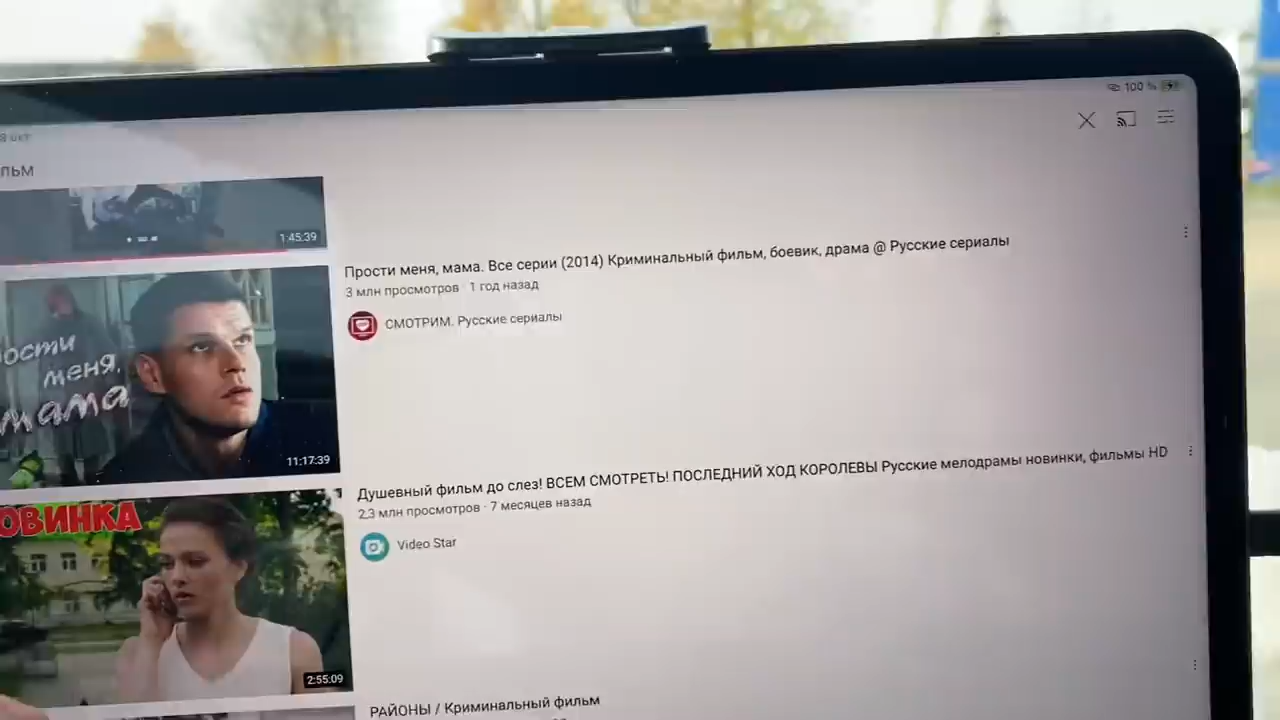 100 %
льм
1:45:39
Прости меня, мама. Все серии (2014) Криминальный фильм, боевик, драма @ Русские сериалы
3 млн просмотров · 1 год назад
СМОТРИМ. Русские сериалы
ости
меня,
мама
11:17:39
Душевный фильм до слез! ВСЕМ СМОТРЕТЬ! ПОСЛЕДНИЙ ХОД КОРОЛЕВЫ Русские мелодрамы новинки, фильмы HD
2,3 млн просмотров · 7 месяцев назад
Video Star
ОВИНКА
2:55:09
РАЙОНЫ / Криминальный фильм